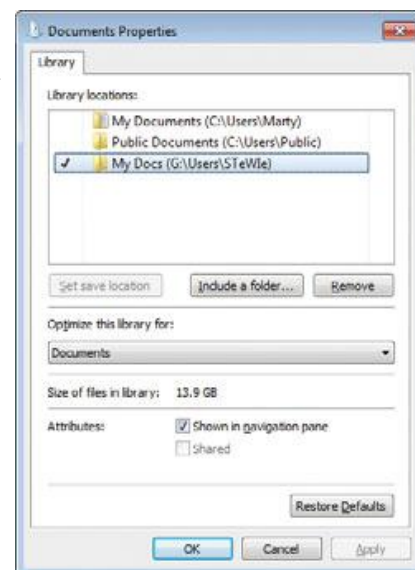 Documents Properties
Library
Library locations:
My Documents (C:\Users\Marty)
Public Documents (C:\Users\Public)
My Docs (G:\Users\STeWIe)
Set save location Include a folder... Remove
Optimize this library for:
Documents
Size of files in library: 13.9 GB
Attributes: Shown in navigation pane
Shared
Restore Defaults
OK Cancel Apply